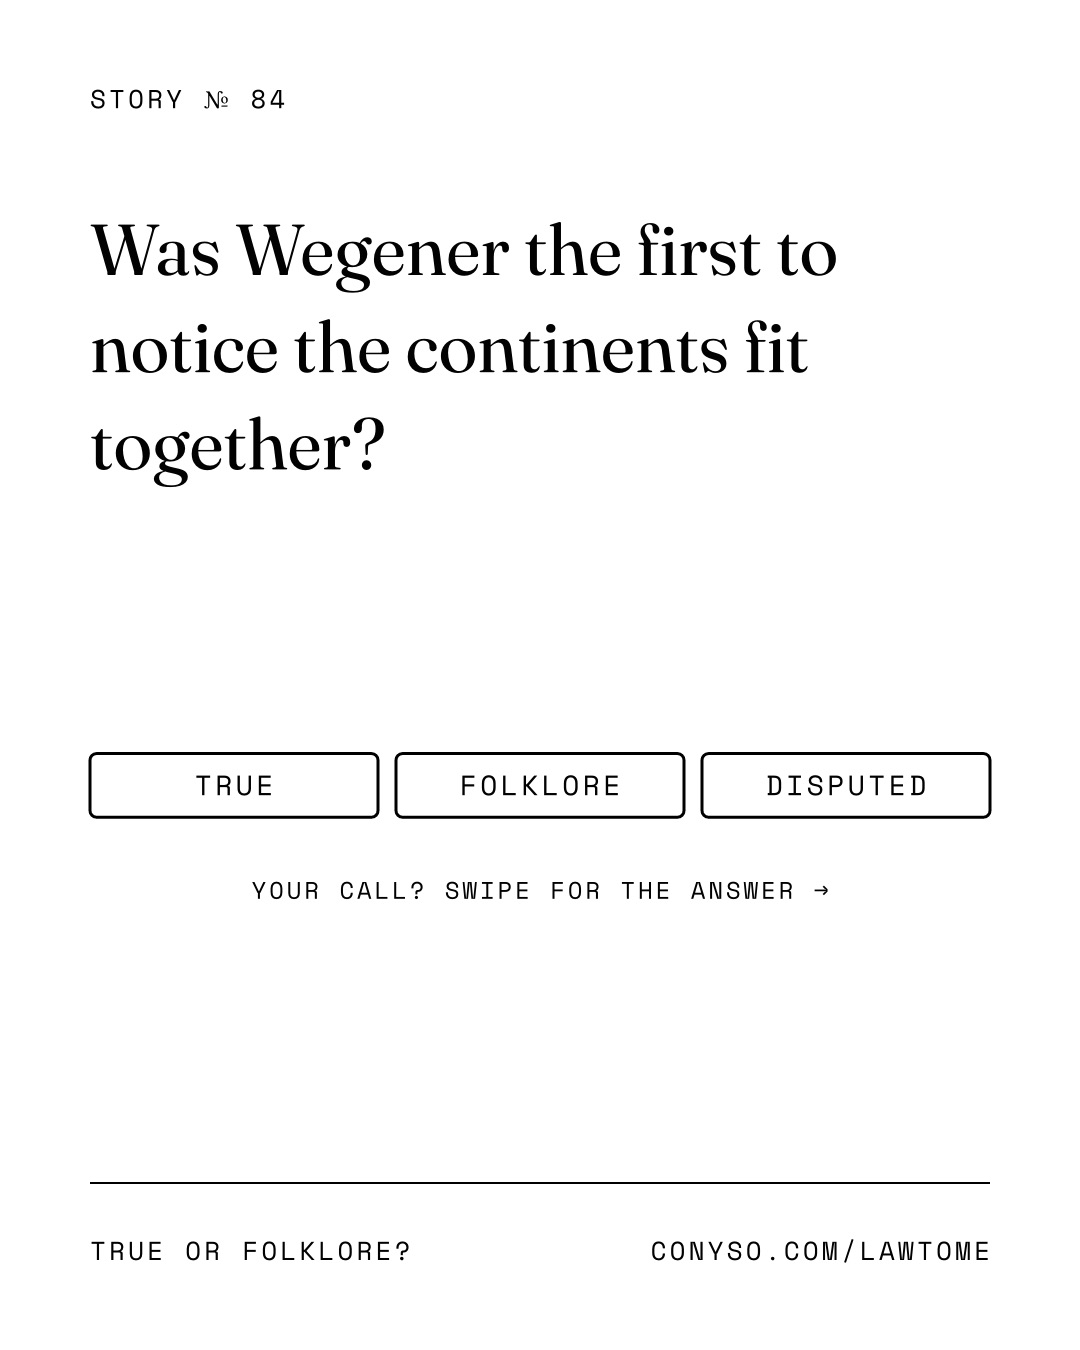 STORY № 84
Was Wegener the first to
notice the continents fit
together?
TRUE
FOLKLORE
DISPUTED
YOUR CALL? SWIPE FOR THE ANSWER →
TRUE OR FOLKLORE?
CONYSO.COM/LAWTOME